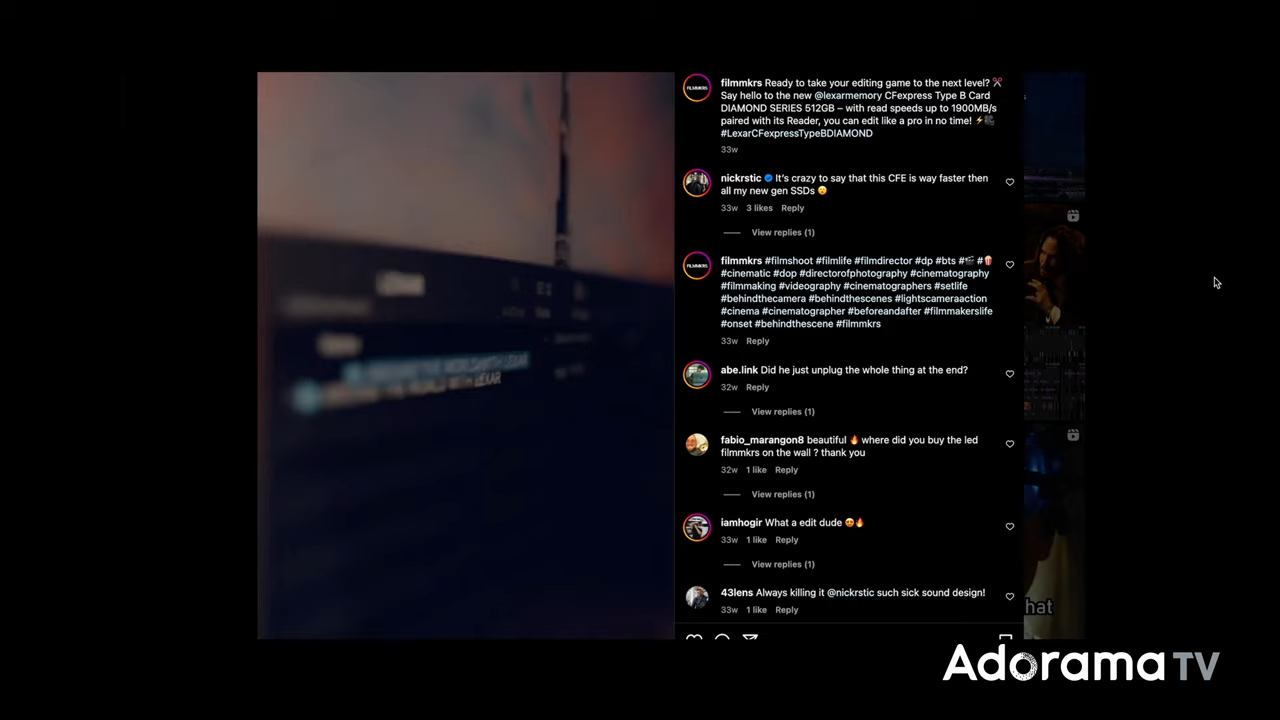 filmmkrs Ready to take your editing game to the next level? ✂️
Say hello to the new @lexarmemory CFexpress Type B Card
DIAMOND SERIES 512GB – with read speeds up to 1900MB/s
paired with its Reader, you can edit like a pro in no time! ⚡🎥
#LexarCFexpressTypeBDIAMOND
33w
nickrstic It's crazy to say that this CFE is way faster then
all my new gen SSDs 😮
33w 3 likes Reply
View replies (1)
filmmkrs #filmshoot #filmlife #filmdirector #dp #bts #🎬 #🍿
#cinematic #dop #directorofphotography #cinematography
#filmmaking #videography #cinematographers #setlife
#behindthecamera #behindthescenes #lightscameraaction
#cinema #cinematographer #beforeandafter #filmmakerslife
#onset #behindthescene #filmmkrs
33w Reply
abe.link Did he just unplug the whole thing at the end?
32w Reply
View replies (1)
fabio_marangon8 beautiful 🔥 where did you buy the led
filmmkrs on the wall ? thank you
32w 1 like Reply
View replies (1)
iamhogir What a edit dude 😍🔥
33w 1 like Reply
View replies (1)
43lens Always killing it @nickrstic such sick sound design!
33w 1 like Reply
hat
Adorama TV